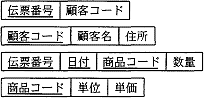 伝票番号 顧客コード
顧客コード 顧客名 住所
伝票番号 日付 商品コード 数量
商品コード 単位 単価